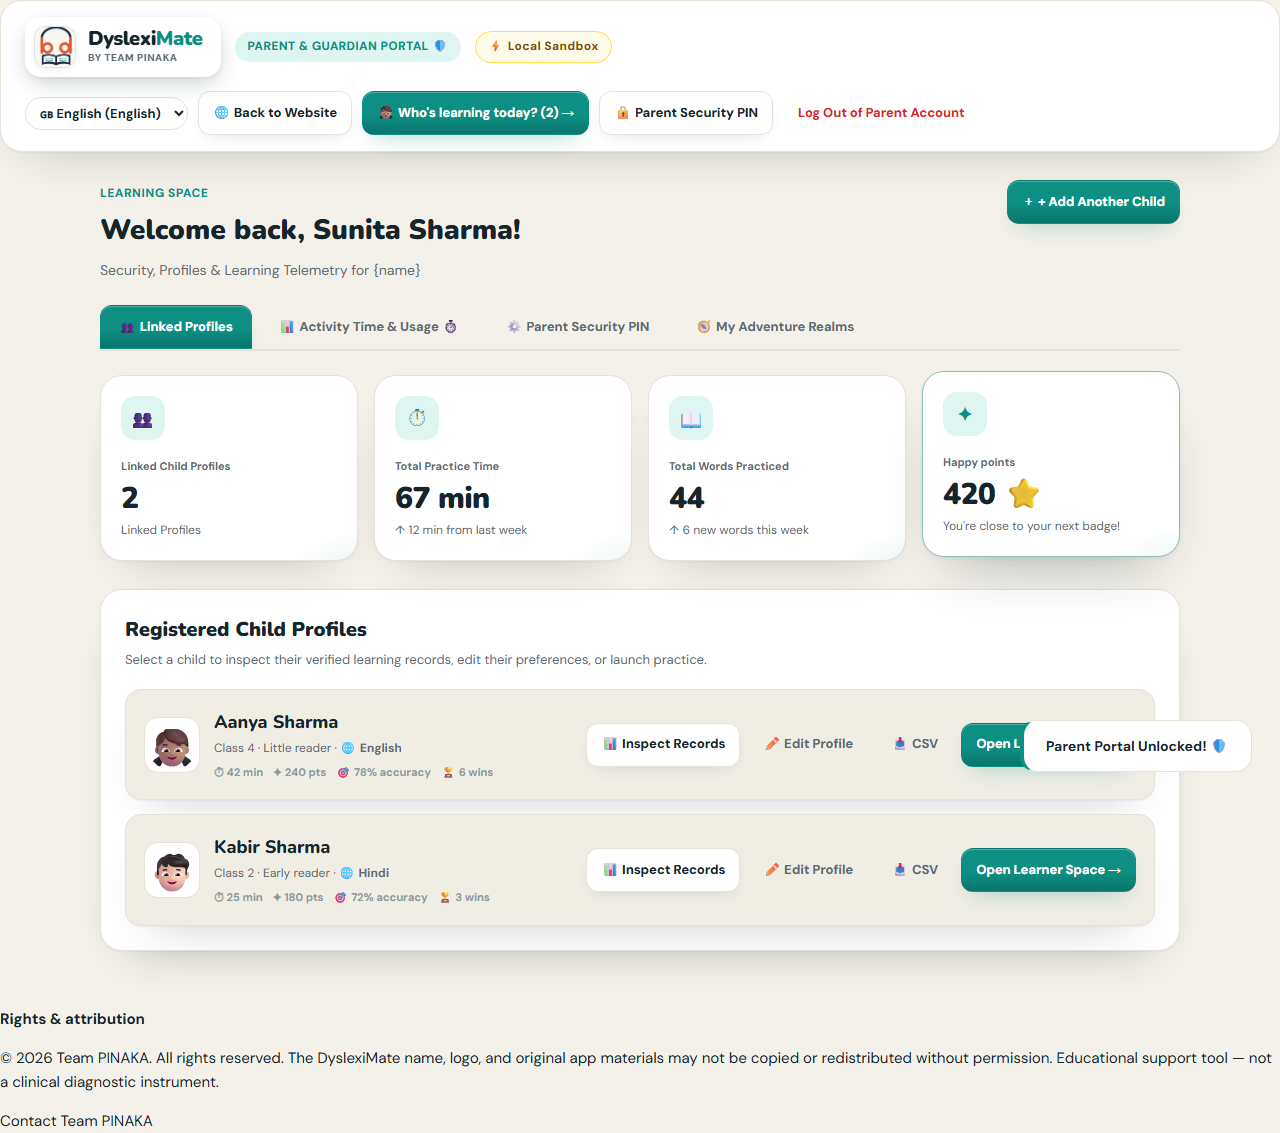 DyslexiMate
BY TEAM PINAKA
PARENT & GUARDIAN PORTAL
Local Sandbox
GB English (English)
Back to Website
Who's learning today? (2) →
Parent Security PIN
Log Out of Parent Account
LEARNING SPACE
Welcome back, Sunita Sharma!
Security, Profiles & Learning Telemetry for {name}
+ + Add Another Child
Linked Profiles
Activity Time & Usage
Parent Security PIN
My Adventure Realms
Linked Child Profiles
2
Linked Profiles
Total Practice Time
67 min
↑ 12 min from last week
Total Words Practiced
44
↑ 6 new words this week
Happy points
420
You're close to your next badge!
Registered Child Profiles
Select a child to inspect their verified learning records, edit their preferences, or launch practice.
Aanya Sharma
Class 4 · Little reader · English
42 min 240 pts 78% accuracy 6 wins
Inspect Records
Edit Profile
CSV
Open L
Parent Portal Unlocked!
Kabir Sharma
Class 2 · Early reader · Hindi
25 min 180 pts 72% accuracy 3 wins
Inspect Records
Edit Profile
CSV
Open Learner Space →
Rights & attribution
© 2026 Team PINAKA. All rights reserved. The DyslexiMate name, logo, and original app materials may not be copied or redistributed without permission. Educational support tool — not
a clinical diagnostic instrument.
Contact Team PINAKA